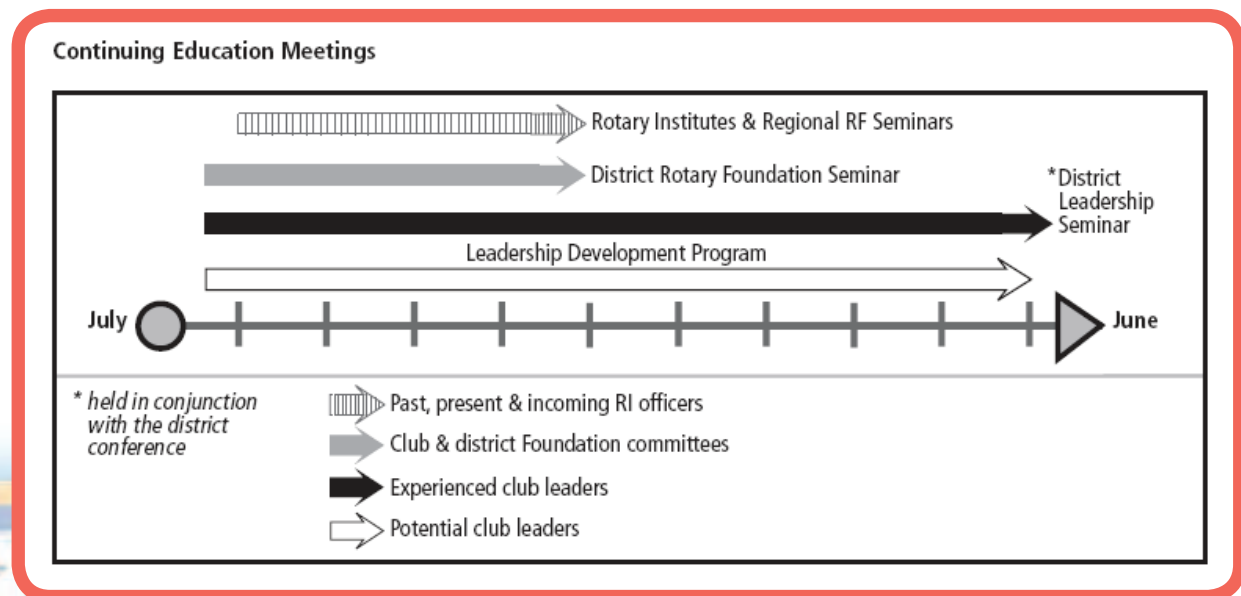 Continuing Education Meetings
Rotary Institutes & Regional RF Seminars
District Rotary Foundation Seminar
*District
Leadership
Seminar
Leadership Development Program
July
June
* held in conjunction
with the district
conference
Past, present & incoming RI officers
Club & district Foundation committees
Experienced club leaders
Potential club leaders